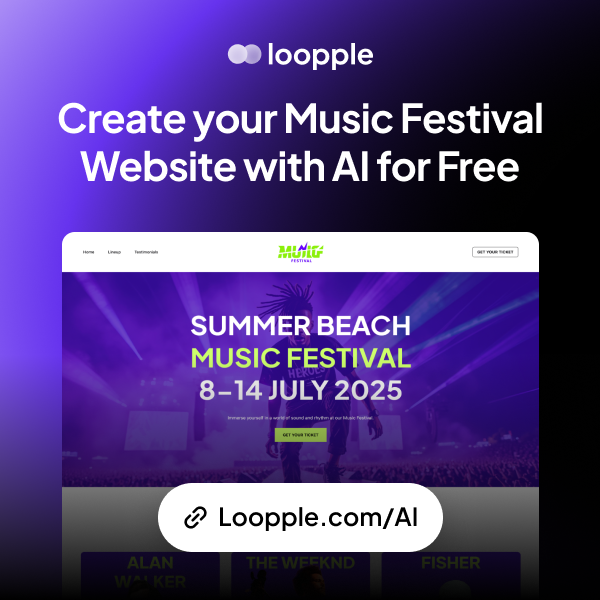 loopple
Create your Music Festival
Website with AI for Free
Home Lineup Testimonials
FESTIVAL
GET YOUR TICKET
SUMMER BEACH
MUSIC FESTIVAL
8–14 JULY 2025
HEROES
Immerse yourself in a world of sound and rhythm at our Music Festival.
GET YOUR TICKET
Loopple.com/AI
ALAN
WALKER
THE WEEKND
FISHER